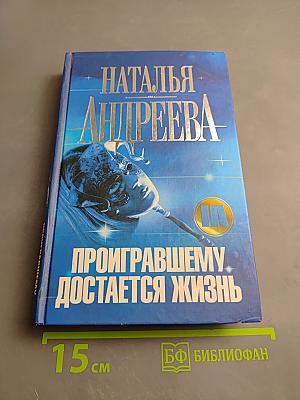 НАТАЛЬЯ
АНДРЕЕВА
ПРОИГРАВШЕМУ
ДОСТАЕТСЯ ЖИЗНЬ
15 см
БФ БИБЛИОФАН